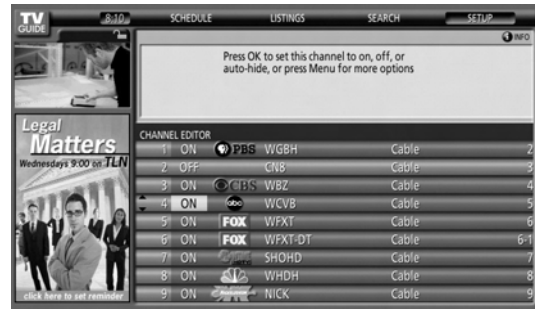 TV
GUIDE
8:10
SCHEDULE LISTINGS SEARCH SETUP
i INFO
Press OK to set this channel to on, off, or
auto-hide, or press Menu for more options
Legal
Matters
Wednesdays 9:00 on TLN
click here to set reminder
CHANNEL EDITOR
1 ON PBS WGBH Cable 2
2 OFF CNB Cable 3
3 ON CBS WBZ Cable 4
4 ON abc WCVB Cable 5
5 ON FOX WFXT Cable 6
6 ON FOX WFXT-DT Cable 6-1
7 ON SHOHD Cable 7
8 ON WHDH Cable 8
9 ON NICK Cable 9